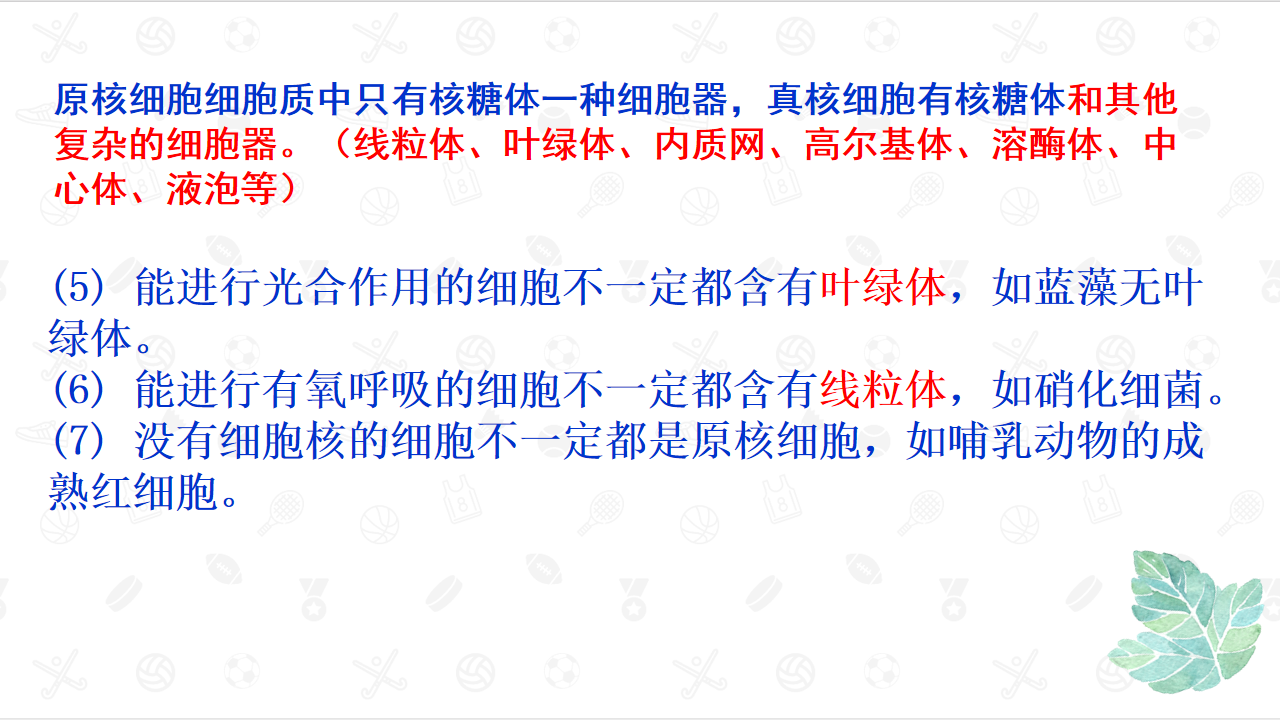 原核细胞细胞质中只有核糖体一种细胞器，真核细胞有核糖体和其他
复杂的细胞器。（线粒体、叶绿体、内质网、高尔基体、溶酶体、中
心体、液泡等）
(5) 能进行光合作用的细胞不一定都含有叶绿体，如蓝藻无叶
绿体。
(6) 能进行有氧呼吸的细胞不一定都含有线粒体，如硝化细菌。
(7) 没有细胞核的细胞不一定都是原核细胞，如哺乳动物的成
熟红细胞。